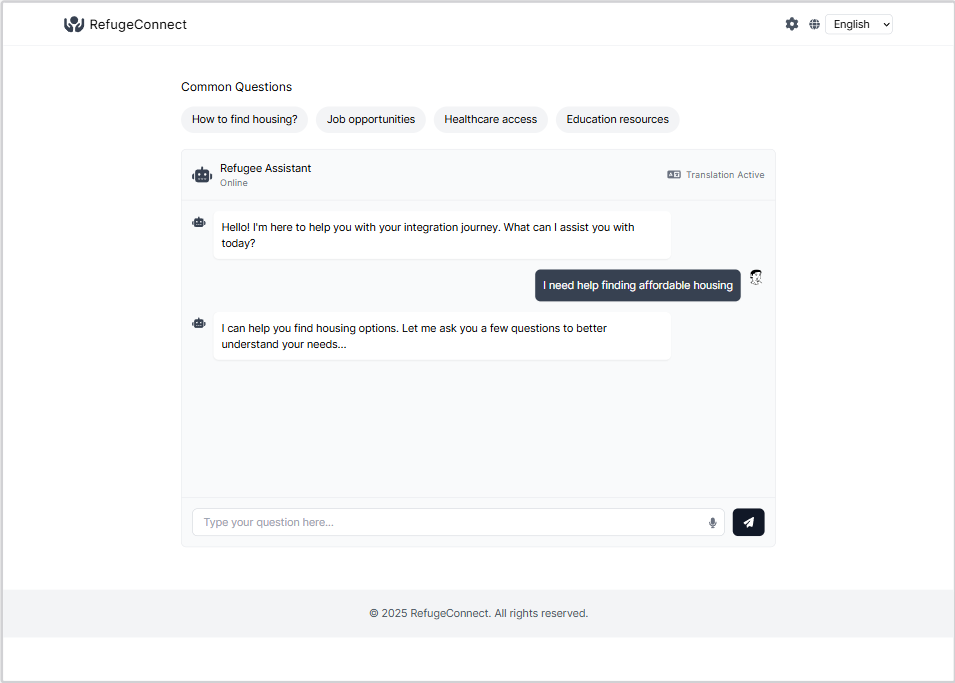 RefugeConnect
English
Common Questions
How to find housing?
Job opportunities
Healthcare access
Education resources
Refugee Assistant
Online
Translation Active
Hello! I'm here to help you with your integration journey. What can I assist you with
today?
I need help finding affordable housing
I can help you find housing options. Let me ask you a few questions to better
understand your needs...
Type your question here...
© 2025 RefugeConnect. All rights reserved.